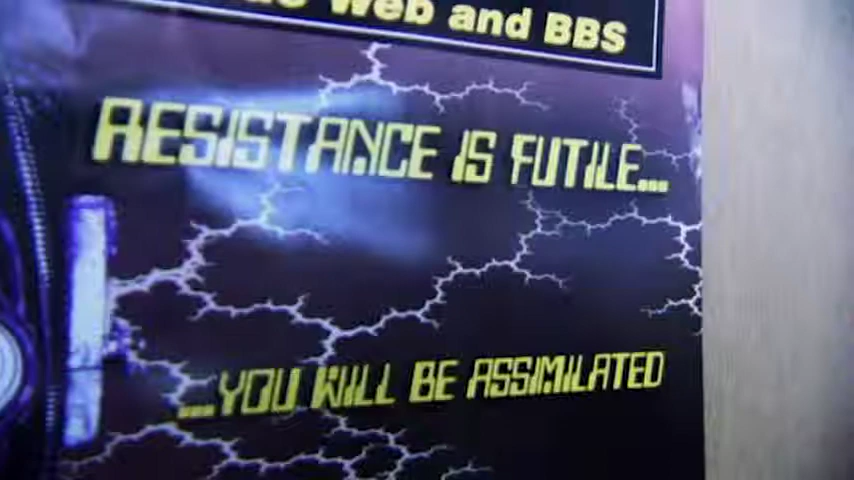 Web and BBS
RESISTANCE IS FUTILE...
...YOU WILL BE ASSIMILATED